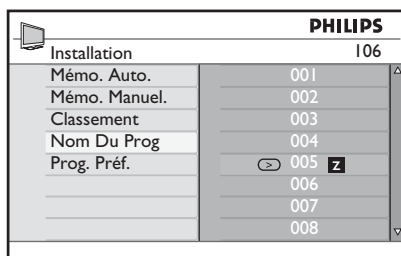 PHILIPS
Installation 106
Mémo. Auto. 001
Mémo. Manuel. 002
Classement 003
Nom Du Prog 004
Prog. Préf. > 005 Z
006
007
008